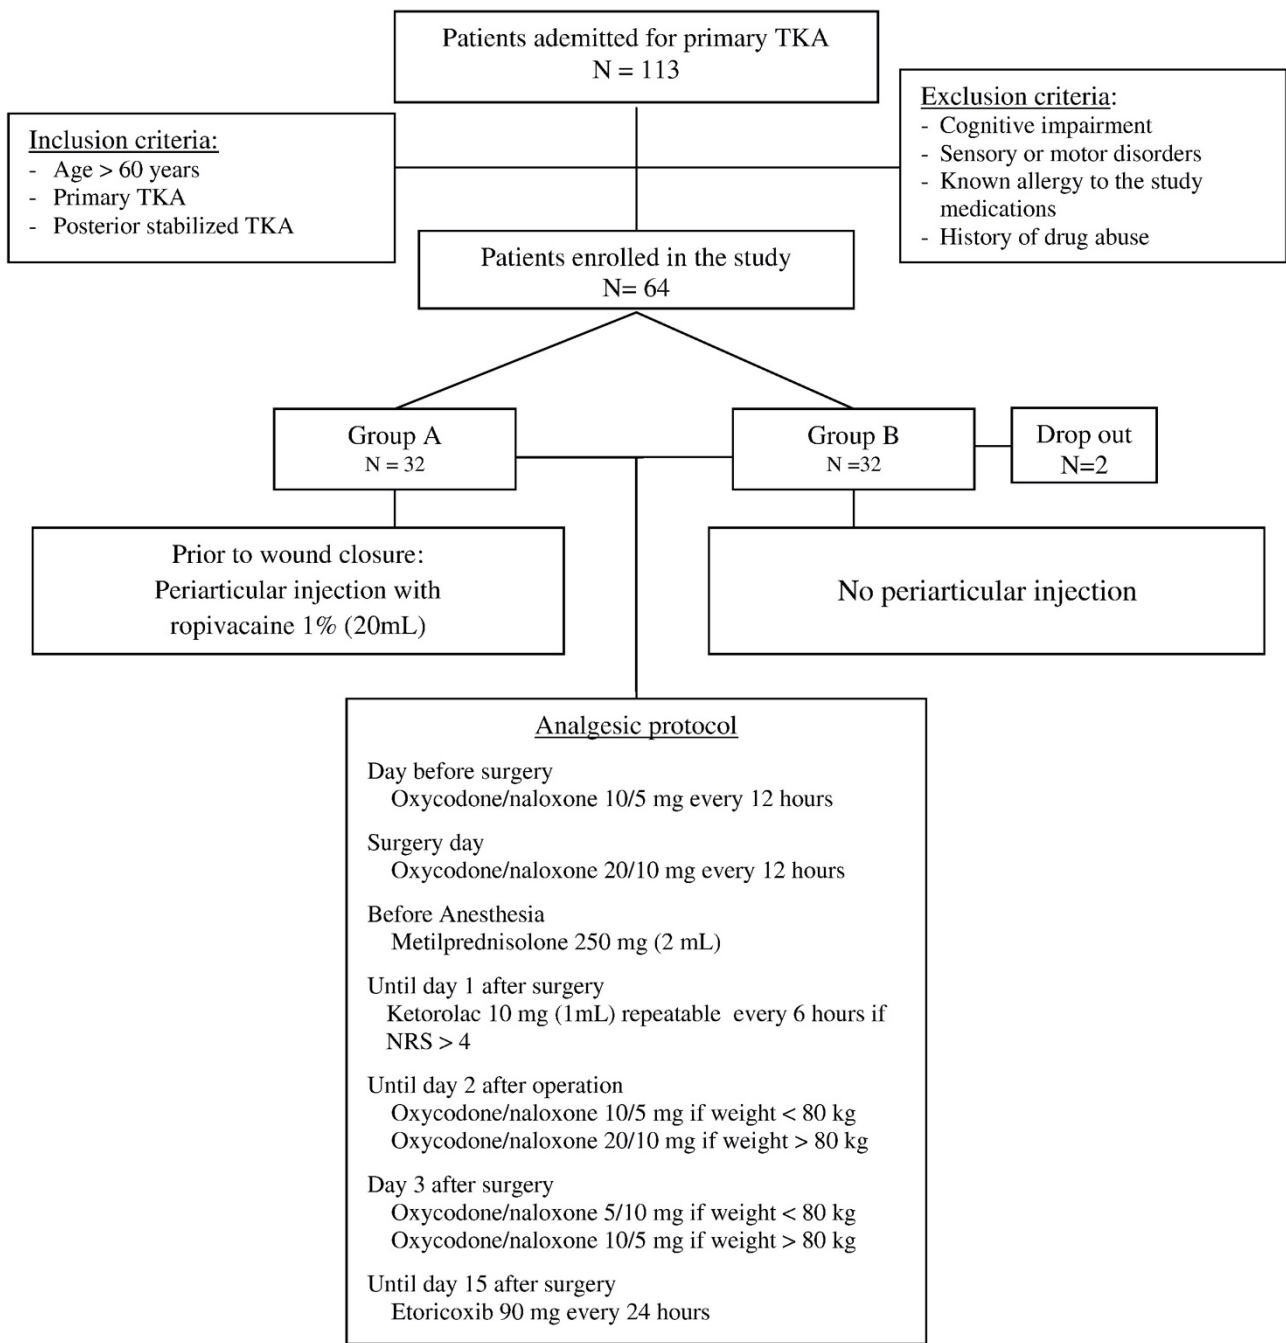 Patients ademitted for primary TKA
N = 113
Inclusion criteria:
- Age > 60 years
- Primary TKA
- Posterior stabilized TKA
Exclusion criteria:
- Cognitive impairment
- Sensory or motor disorders
- Known allergy to the study
medications
- History of drug abuse
Patients enrolled in the study
N= 64
Group A
N = 32
Group B
N =32
Drop out
N=2
Prior to wound closure:
Periarticular injection with
ropivacaine 1% (20mL)
No periarticular injection
Analgesic protocol
Day before surgery
Oxycodone/naloxone 10/5 mg every 12 hours
Surgery day
Oxycodone/naloxone 20/10 mg every 12 hours
Before Anesthesia
Metilprednisolone 250 mg (2 mL)
Until day 1 after surgery
Ketorolac 10 mg (1mL) repeatable every 6 hours if
NRS > 4
Until day 2 after operation
Oxycodone/naloxone 10/5 mg if weight < 80 kg
Oxycodone/naloxone 20/10 mg if weight > 80 kg
Day 3 after surgery
Oxycodone/naloxone 5/10 mg if weight < 80 kg
Oxycodone/naloxone 10/5 mg if weight > 80 kg
Until day 15 after surgery
Etoricoxib 90 mg every 24 hours